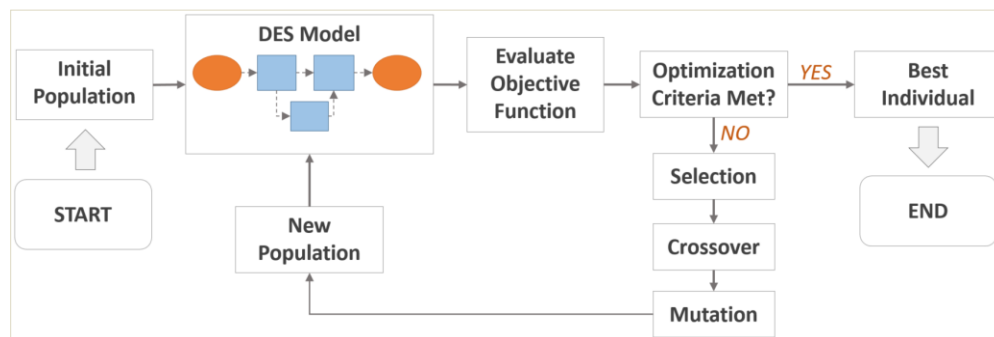 DES Model
Initial
Population
Evaluate
Objective
Function
Optimization
Criteria Met?
YES
Best
Individual
NO
Selection
START
New
Population
END
Crossover
Mutation